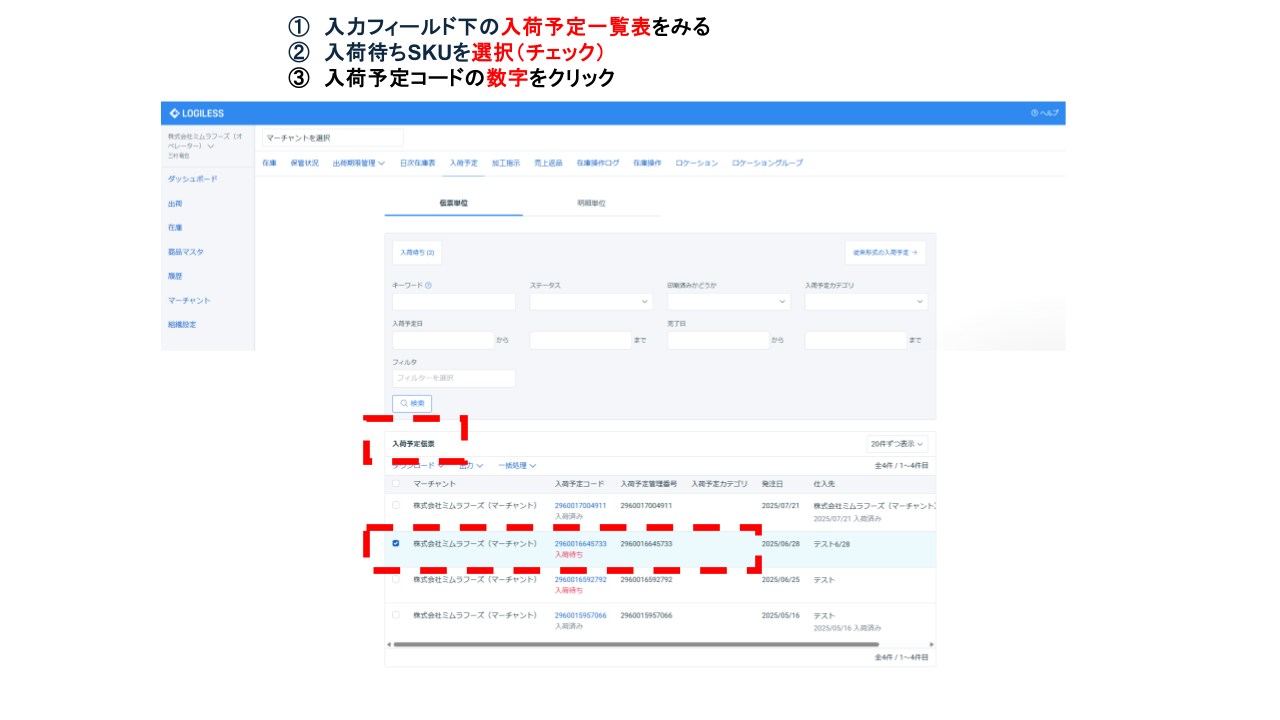 ① 入力フィールド下の入荷予定一覧表をみる
② 入荷待ちSKUを選択（チェック）
③ 入荷予定コードの数字をクリック
LOGILESS
ヘルプ
株式会社ミムラフーズ（オペレーター）
マーチャントを選択
在庫 保管状況 出荷期限管理 日次在庫表 入荷予定 加工指示 売上返品 在庫操作ログ 在庫操作 ロケーション ロケーショングループ
ダッシュボード
出荷
在庫
商品マスタ
履歴
マーチャント
組織設定
伝票単位 明細単位
入荷待ち (2) 従来形式の入荷予定 →
キーワード ステータス 印刷済みかどうか 入荷予定カテゴリ
入荷予定日 完了日
から まで から まで
フィルタ
フィルターを選択
検索
入荷予定伝票 20件ずつ表示
ダウンロード 出力 一括処理 全4件 / 1〜4件目
マーチャント 入荷予定コード 入荷予定管理番号 入荷予定カテゴリ 発注日 仕入先
株式会社ミムラフーズ（マーチャント） 2960017004911 2960017004911 2025/07/21 株式会社ミムラフーズ（マーチャント）
入荷済み 2025/07/21 入荷済み
株式会社ミムラフーズ（マーチャント） 2960016645733 2960016645733 2025/06/28 テスト6/28
入荷待ち
株式会社ミムラフーズ（マーチャント） 2960016592792 2960016592792 2025/06/25 テスト
入荷待ち
株式会社ミムラフーズ（マーチャント） 2960015957066 2960015957066 2025/05/16 テスト
入荷済み 2025/05/16 入荷済み
全4件 / 1〜4件目